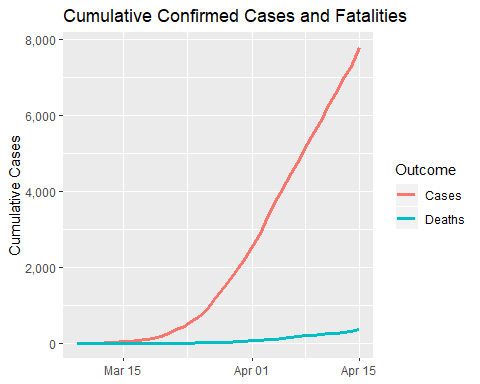 Cumulative Confirmed Cases and Fatalities
Cumulative Cases
8,000
6,000
4,000
2,000
0
Mar 15
Apr 01
Apr 15
Outcome
Cases
Deaths